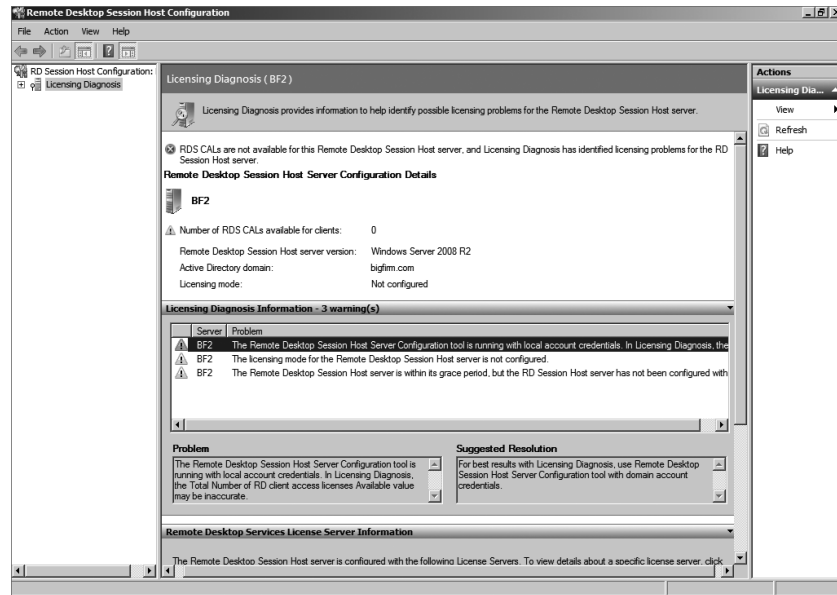 Remote Desktop Session Host Configuration
File Action View Help
RD Session Host Configuration:
Licensing Diagnosis
Licensing Diagnosis ( BF2 )
Licensing Diagnosis provides information to help identify possible licensing problems for the Remote Desktop Session Host server.
RDS CALs are not available for this Remote Desktop Session Host server, and Licensing Diagnosis has identified licensing problems for the RD
Session Host server.
Remote Desktop Session Host Server Configuration Details
BF2
Number of RDS CALs available for clients: 0
Remote Desktop Session Host server version: Windows Server 2008 R2
Active Directory domain: bigfirm.com
Licensing mode: Not configured
Licensing Diagnosis Information - 3 warning(s)
Server Problem
BF2 The Remote Desktop Session Host Server Configuration tool is running with local account credentials. In Licensing Diagnosis, the
BF2 The licensing mode for the Remote Desktop Session Host server is not configured.
BF2 The Remote Desktop Session Host server is within its grace period, but the RD Session Host server has not been configured with
Problem
The Remote Desktop Session Host Server Configuration tool is
running with local account credentials. In Licensing Diagnosis,
the Total Number of RD client access licenses Available value
may be inaccurate.
Suggested Resolution
For best results with Licensing Diagnosis, use Remote Desktop
Session Host Server Configuration tool with domain account
credentials.
Remote Desktop Services License Server Information
The Remote Desktop Session Host server is configured with the following License Servers. To view details about a specific license server, click
Actions
Licensing Dia...
View
Refresh
Help